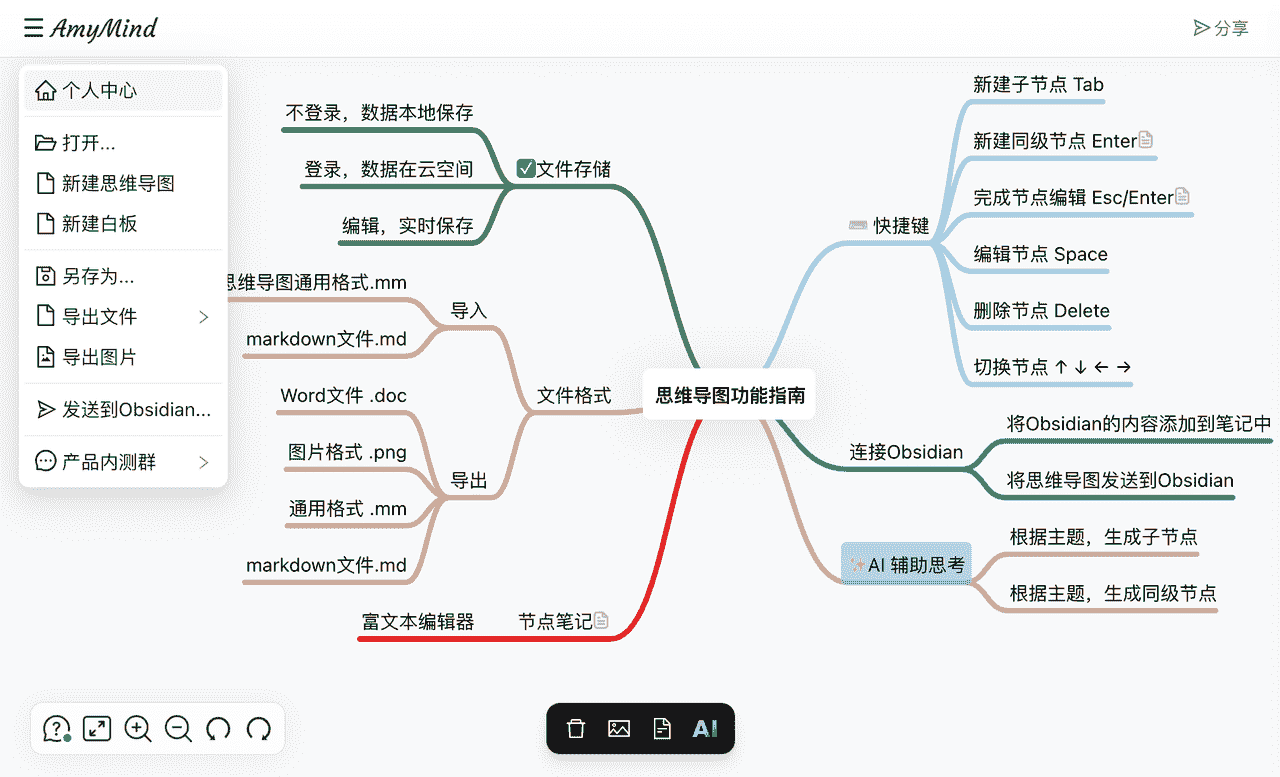 AmyMind
分享
个人中心
打开...
新建思维导图
新建白板
另存为...
导出文件
导出图片
发送到Obsidian...
产品内测群
思维导图功能指南
文件存储
不登录，数据本地保存
登录，数据在云空间
编辑，实时保存
文件格式
导入
思维导图通用格式.mm
markdown文件.md
导出
Word文件 .doc
图片格式 .png
通用格式 .mm
markdown文件.md
节点笔记
富文本编辑器
快捷键
新建子节点 Tab
新建同级节点 Enter
完成节点编辑 Esc/Enter
编辑节点 Space
删除节点 Delete
切换节点 ↑ ↓ ← →
连接Obsidian
将Obsidian的内容添加到笔记中
将思维导图发送到Obsidian
AI 辅助思考
根据主题，生成子节点
根据主题，生成同级节点
AI